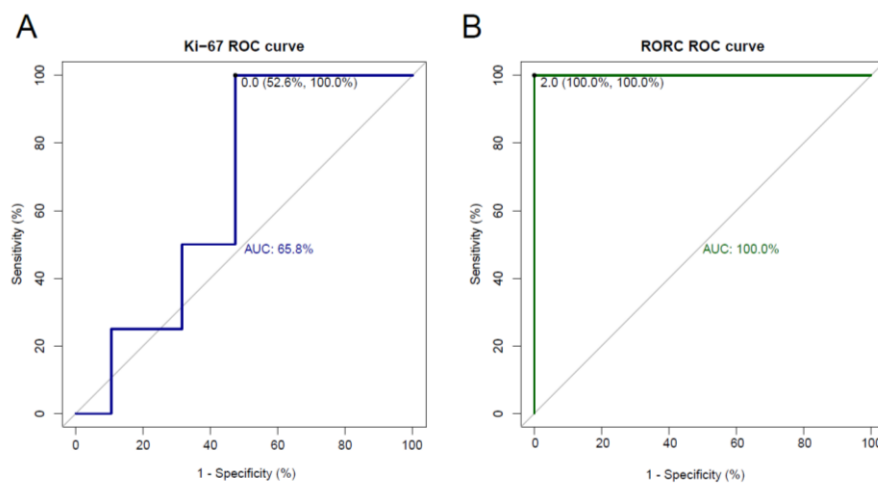 A
Ki−67 ROC curve
100
80
60
40
20
0
Sensitivity (%)
0.0 (52.6%, 100.0%)
AUC: 65.8%
0
20
40
60
80
100
1 - Specificity (%)
B
RORC ROC curve
100
80
60
40
20
0
Sensitivity (%)
2.0 (100.0%, 100.0%)
AUC: 100.0%
0
20
40
60
80
100
1 - Specificity (%)